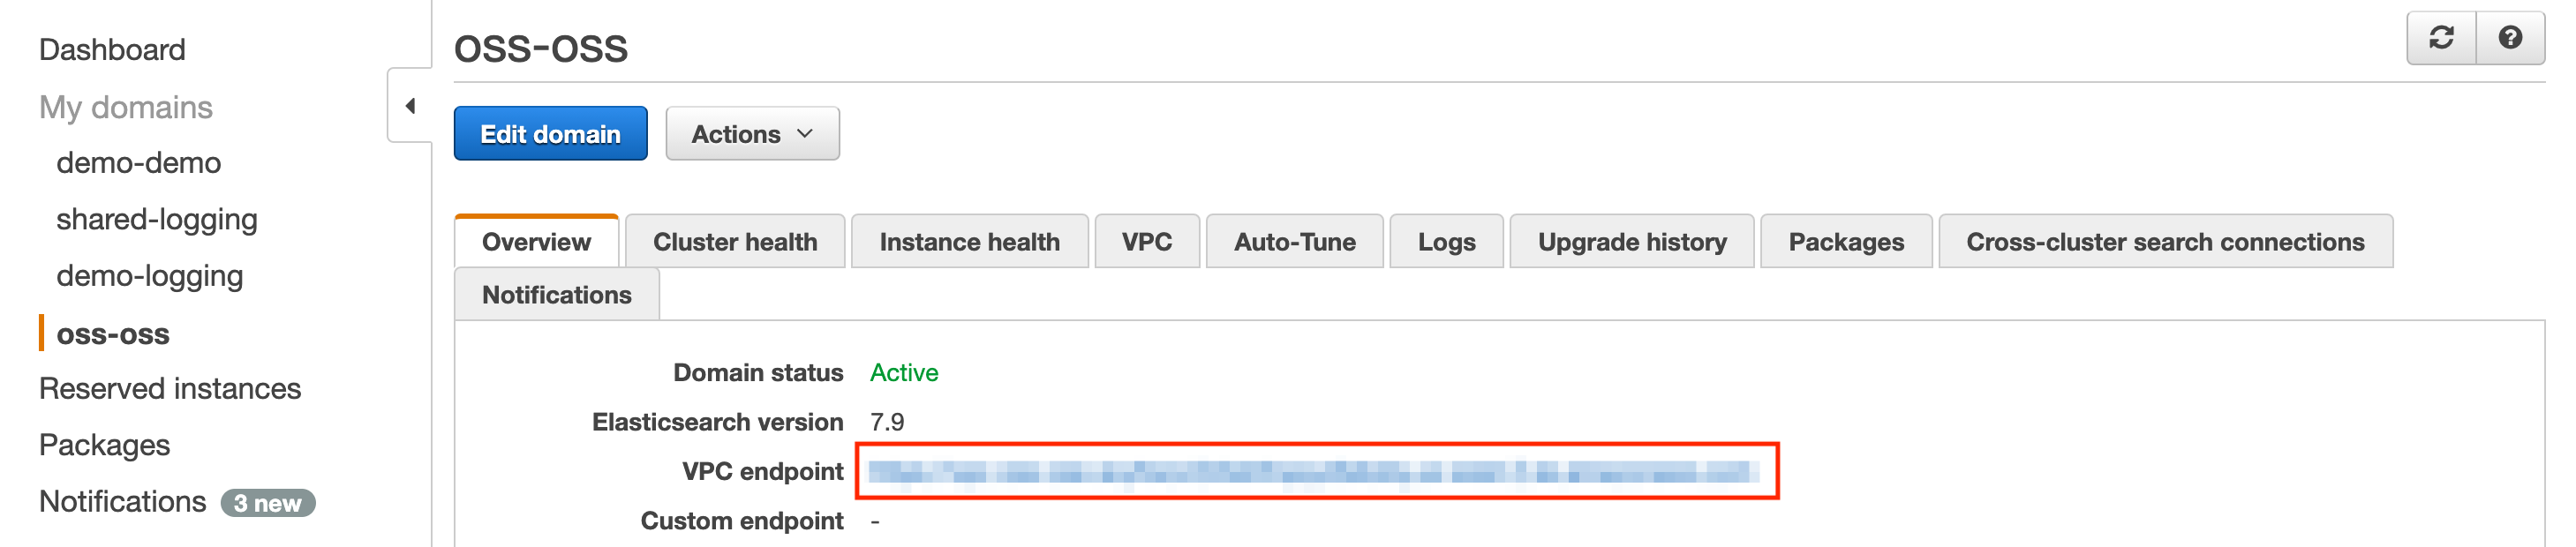 Dashboard
My domains
demo-demo
shared-logging
demo-logging
oss-oss
Reserved instances
Packages
Notifications 3 new
oss-oss
Edit domain Actions
Overview Cluster health Instance health VPC Auto-Tune Logs Upgrade history Packages Cross-cluster search connections
Notifications
Domain status Active
Elasticsearch version 7.9
VPC endpoint
Custom endpoint -